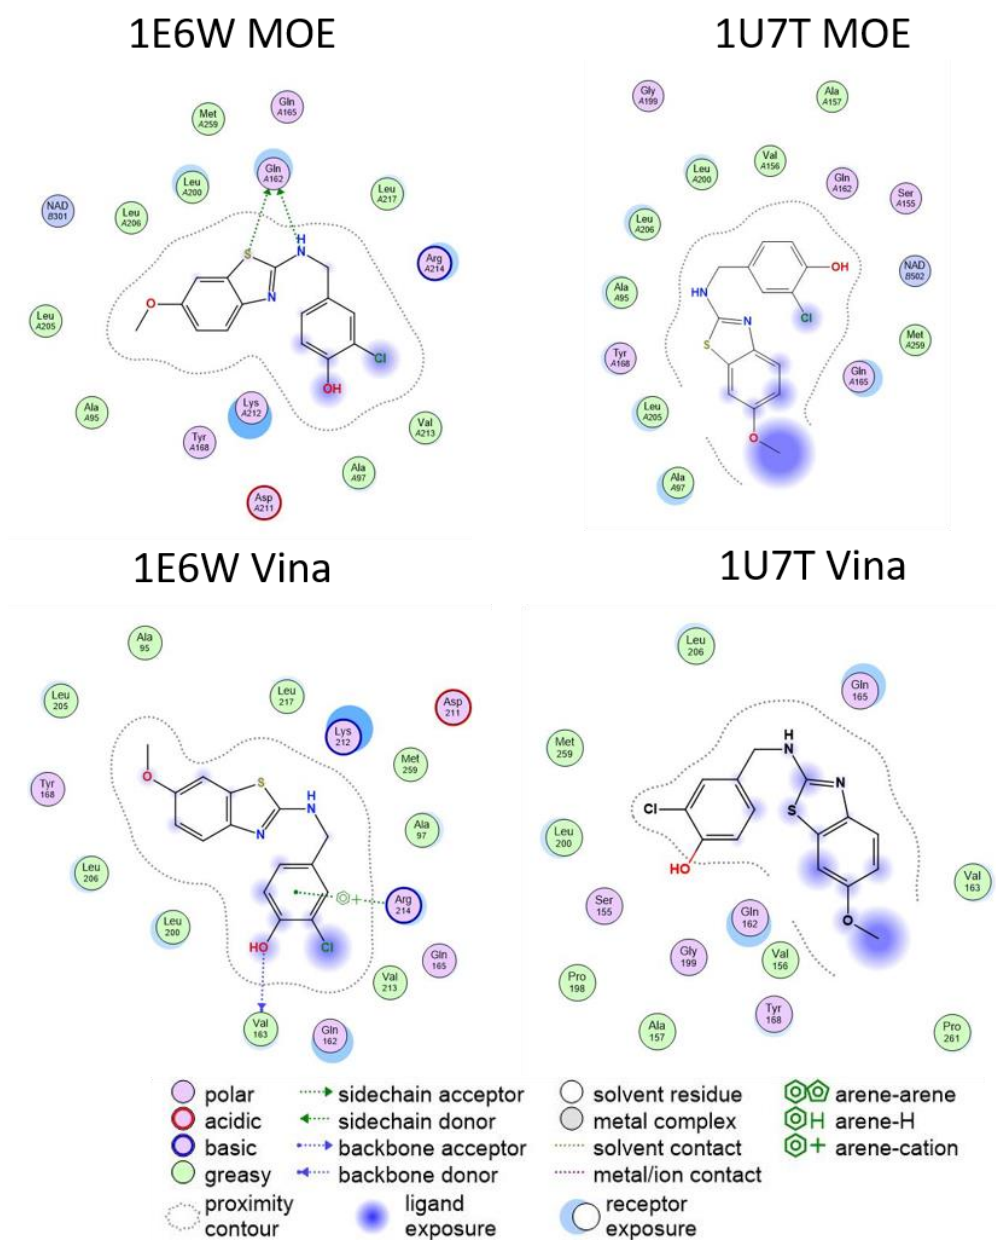 1E6W MOE
1U7T MOE
Gln
A165
Met
A259
Gln
A162
Leu
A200
Leu
A217
NAD
B301
Leu
A206
Arg
A214
H
N
S
N
O
Leu
A205
Cl
OH
Ala
A95
Lys
A212
Val
A213
Tyr
A168
Ala
A97
Asp
A211
Gly
A199
Ala
A157
Val
A156
Leu
A200
Gln
A162
Ser
A155
Leu
A206
OH
NAD
B502
HN
Ala
A95
Cl
N
Met
A259
S
Tyr
A168
Gln
A165
Leu
A205
O
Ala
A97
1E6W Vina
1U7T Vina
Ala
95
Leu
205
Leu
217
Asp
211
Lys
212
Met
259
O
S
H
N
N
Tyr
168
Ala
97
Leu
206
Arg
214
+
Leu
200
HO
Cl
Gln
165
Val
213
Val
163
Gln
162
Leu
206
Gln
165
Met
259
H
N
N
Cl
S
Leu
200
HO
Val
163
Ser
155
Gln
162
O
Gly
199
Val
156
Pro
198
Tyr
168
Ala
157
Pro
261
polar
sidechain acceptor
solvent residue
arene-arene
acidic
sidechain donor
metal complex
H arene-H
basic
backbone acceptor
solvent contact
+ arene-cation
greasy
backbone donor
metal/ion contact
proximity
contour
ligand
exposure
receptor
exposure